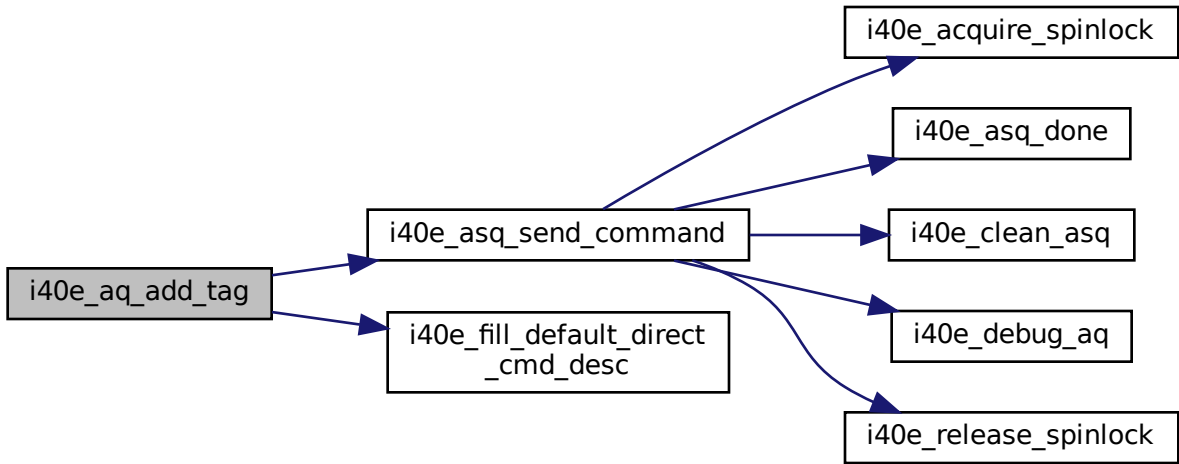 i40e_acquire_spinlock
i40e_asq_done
i40e_asq_send_command
i40e_clean_asq
i40e_aq_add_tag
i40e_fill_default_direct
_cmd_desc
i40e_debug_aq
i40e_release_spinlock